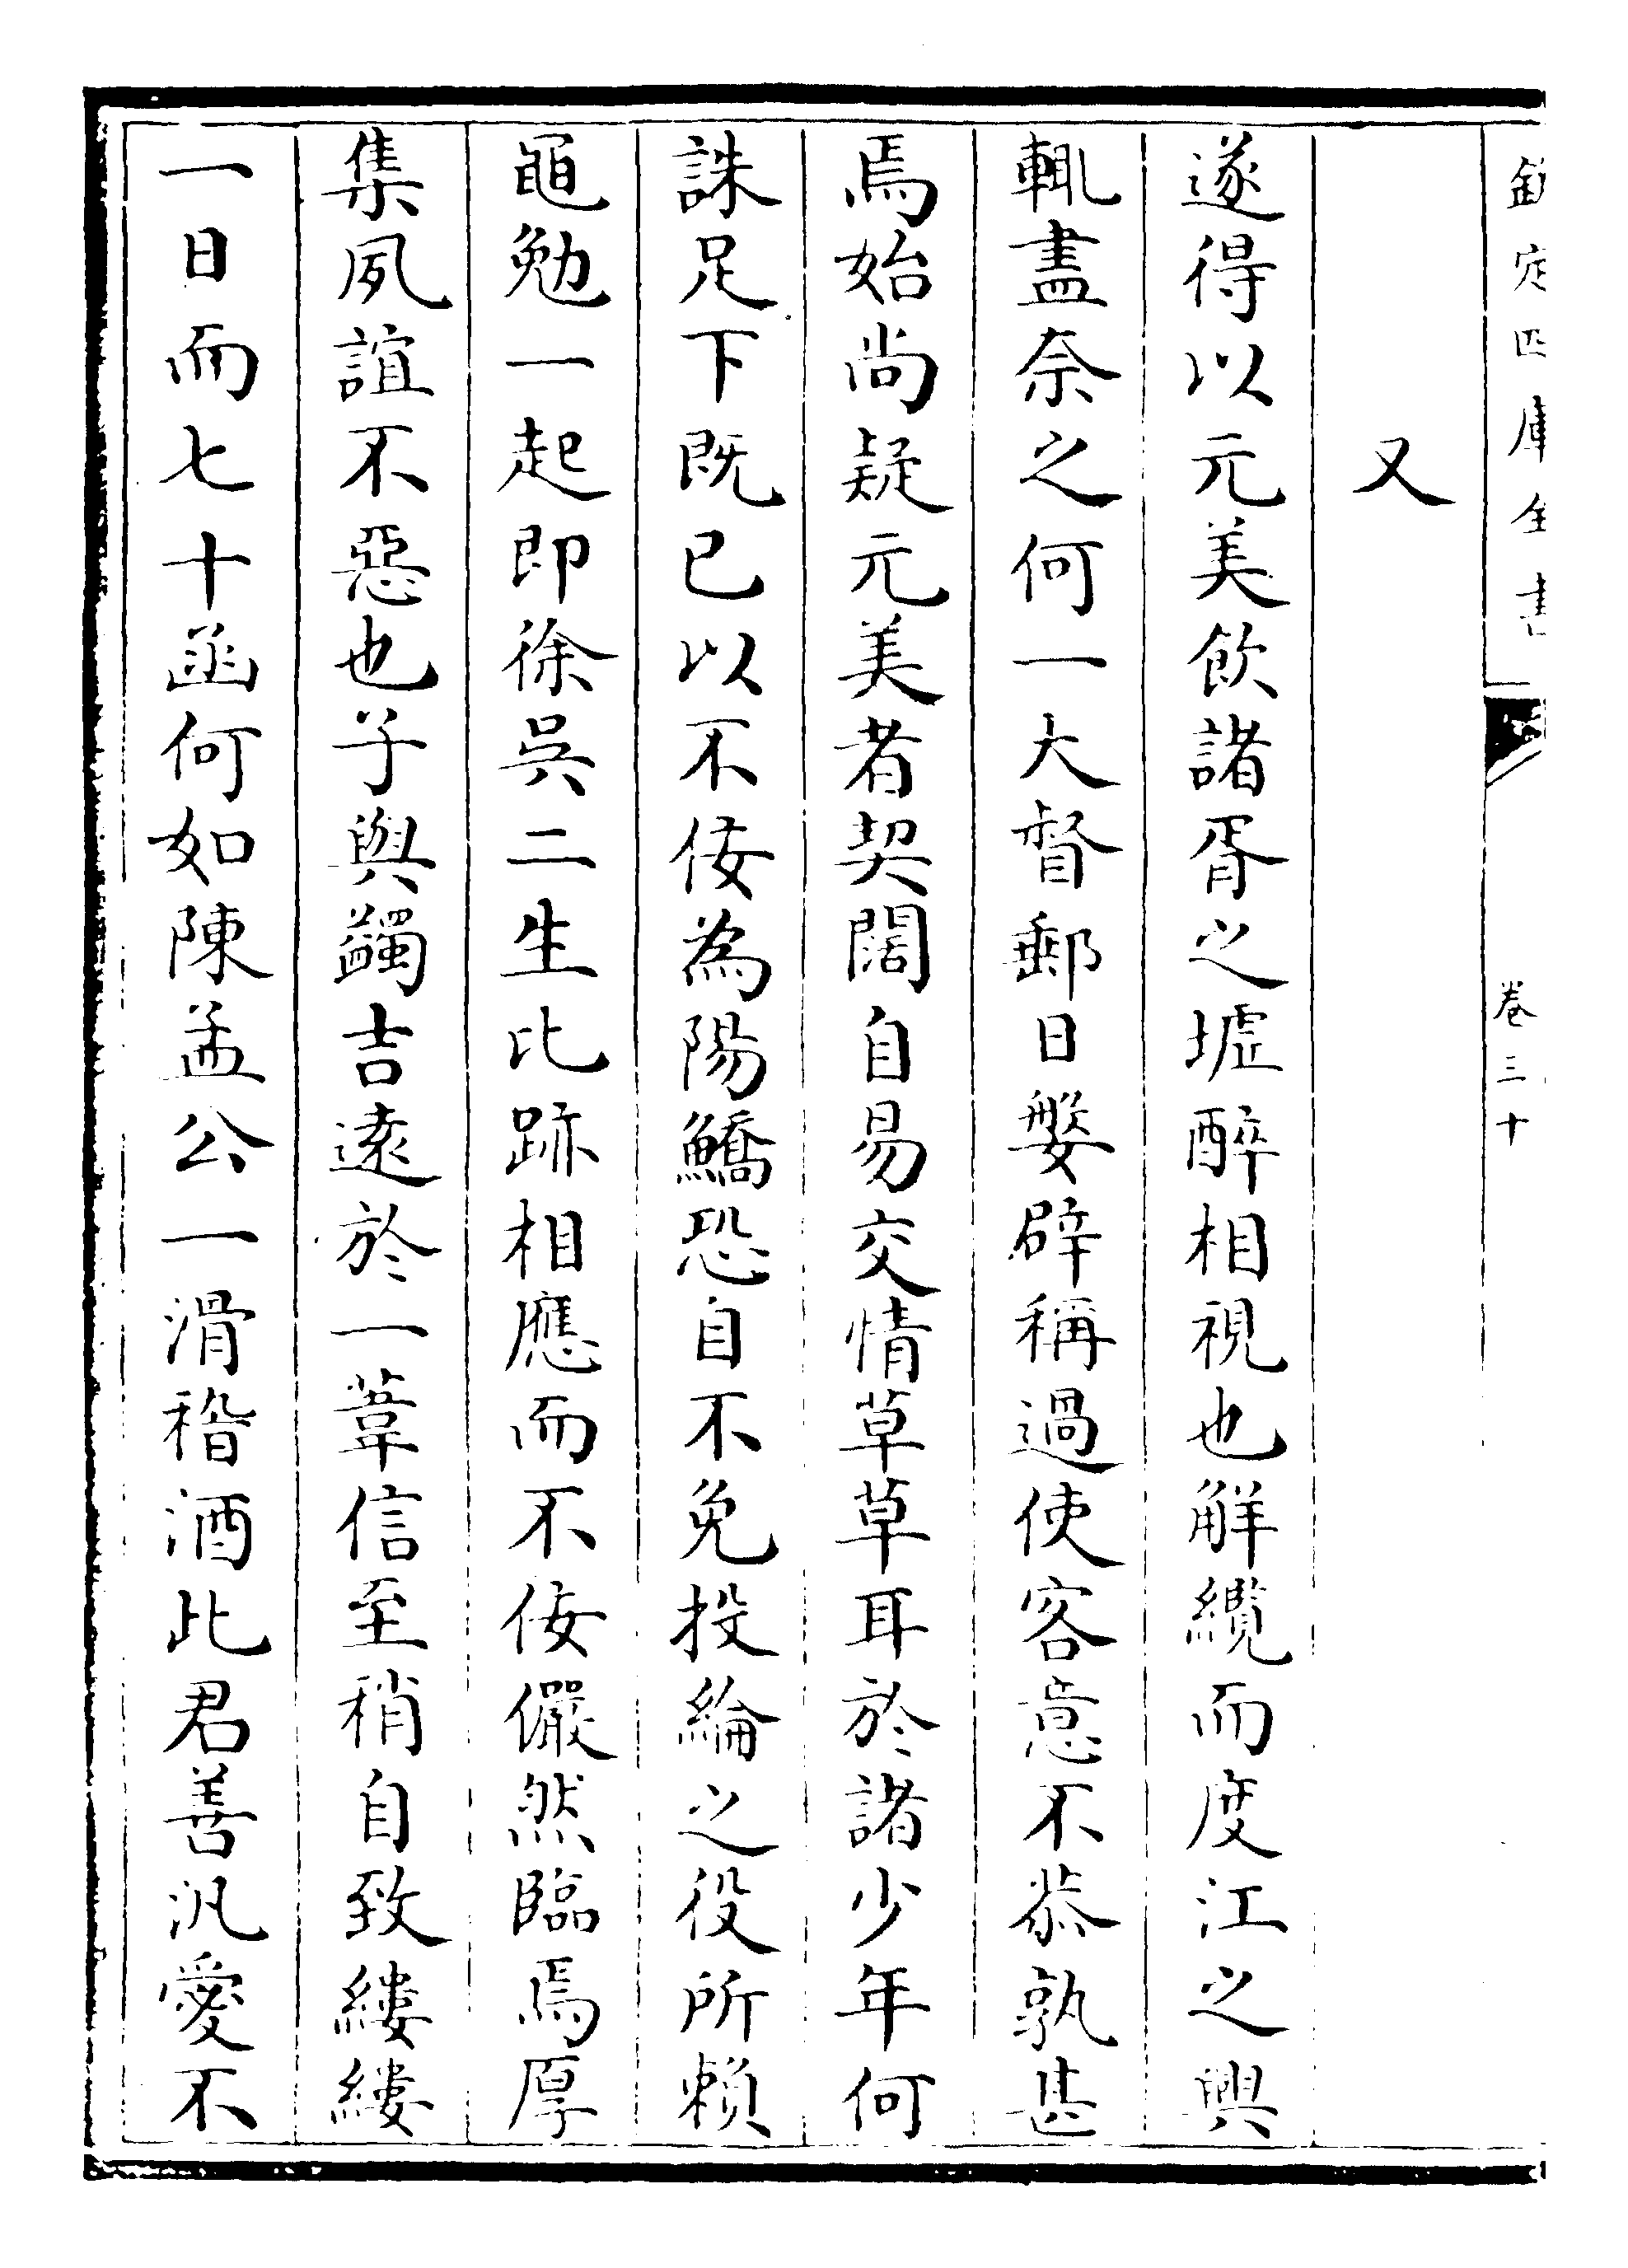 欽定四庫全書　卷三十
又
遂得以元美飲諸胥之墟醉相視也解纜而度江之興
輒盡奈之何一大督郵日媻辟稱過使客意不恭孰甚
焉始尚疑元美者契闊自易交情草草耳於諸少年何
誅足下既已以不佞為陽鱎恐自不免投綸之役所賴
黽勉一起即徐吳二生比跡相應而不佞儼然臨焉厚
集夙誼不惡也子與蠲吉遠於一葦信至稍自致縷縷
一日而七十函何如陳孟公一滑稽酒此君善汎愛不